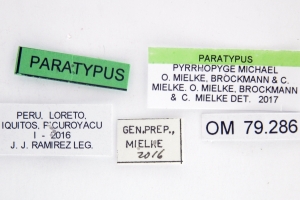 PARATYPUS
PARATYPUS
PYRRHOPYGE MICHAEL
O. MIELKE, BROCKMANN & C.
MIELKE, O. MIELKE, BROCKMANN
& C. MIELKE DET. 2017
PERU, LORETO,
IQUITOS, P.CUROYACU
I - 2016
J. J. RAMIREZ LEG.
GEN.PREP.,
MIELKE
2016
OM 79.286